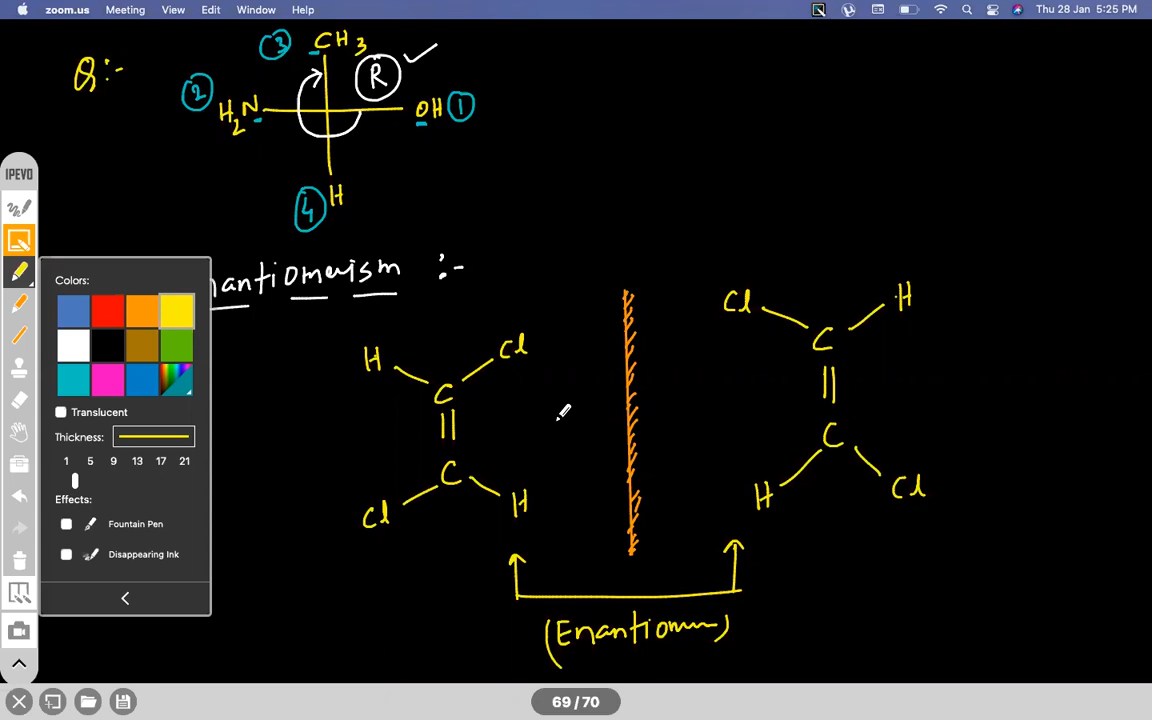 zoom.us Meeting View Edit Window Help Thu 28 Jan 5:25 PM
Q:-
③ CH3
R ✓
② H2N OH ①
④ H
nantiomerism :-
IPEVO
Colors:
Translucent
Thickness:
1 5 9 13 17 21
Effects:
Fountain Pen
Disappearing Ink
H Cl
C
||
C
Cl H
Cl H
C
||
C
H Cl
(Enantiomer)
69 / 70